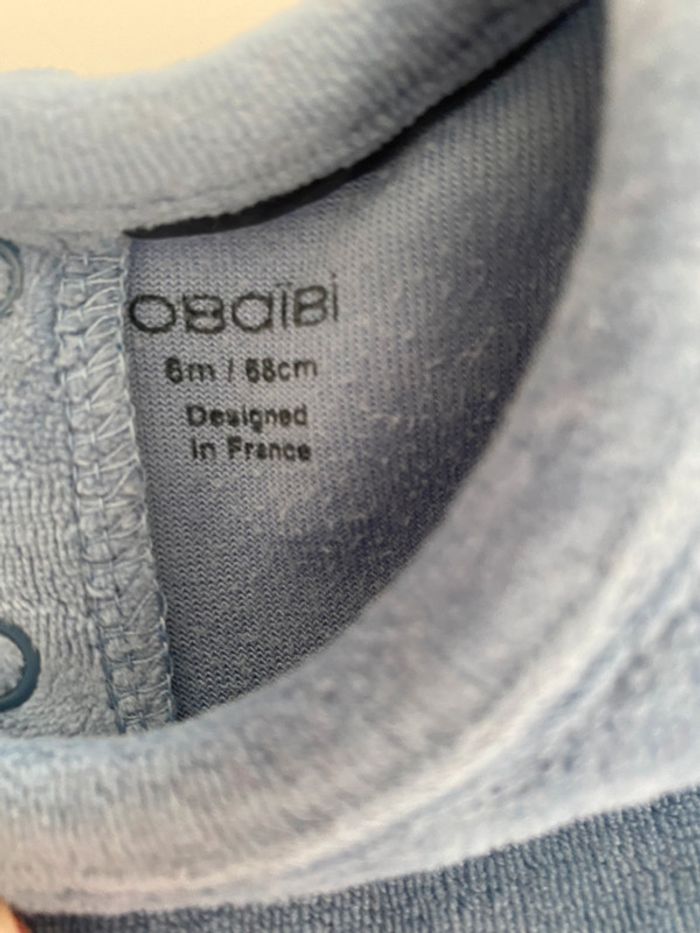 oBaïBi
6m / 68cm
Designed
in France